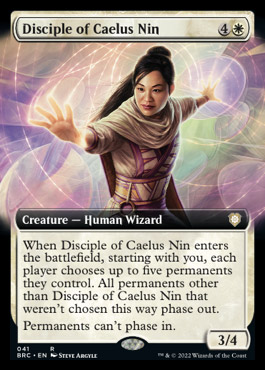 Disciple of Caelus Nin 4
Creature — Human Wizard
When Disciple of Caelus Nin enters
the battlefield, starting with you, each
player chooses up to five permanents
they control. All permanents other
than Disciple of Caelus Nin that
weren't chosen this way phase out.
Permanents can't phase in.
3/4
041 R
BRC • EN Steve Argyle ™ & © 2022 Wizards of the Coast